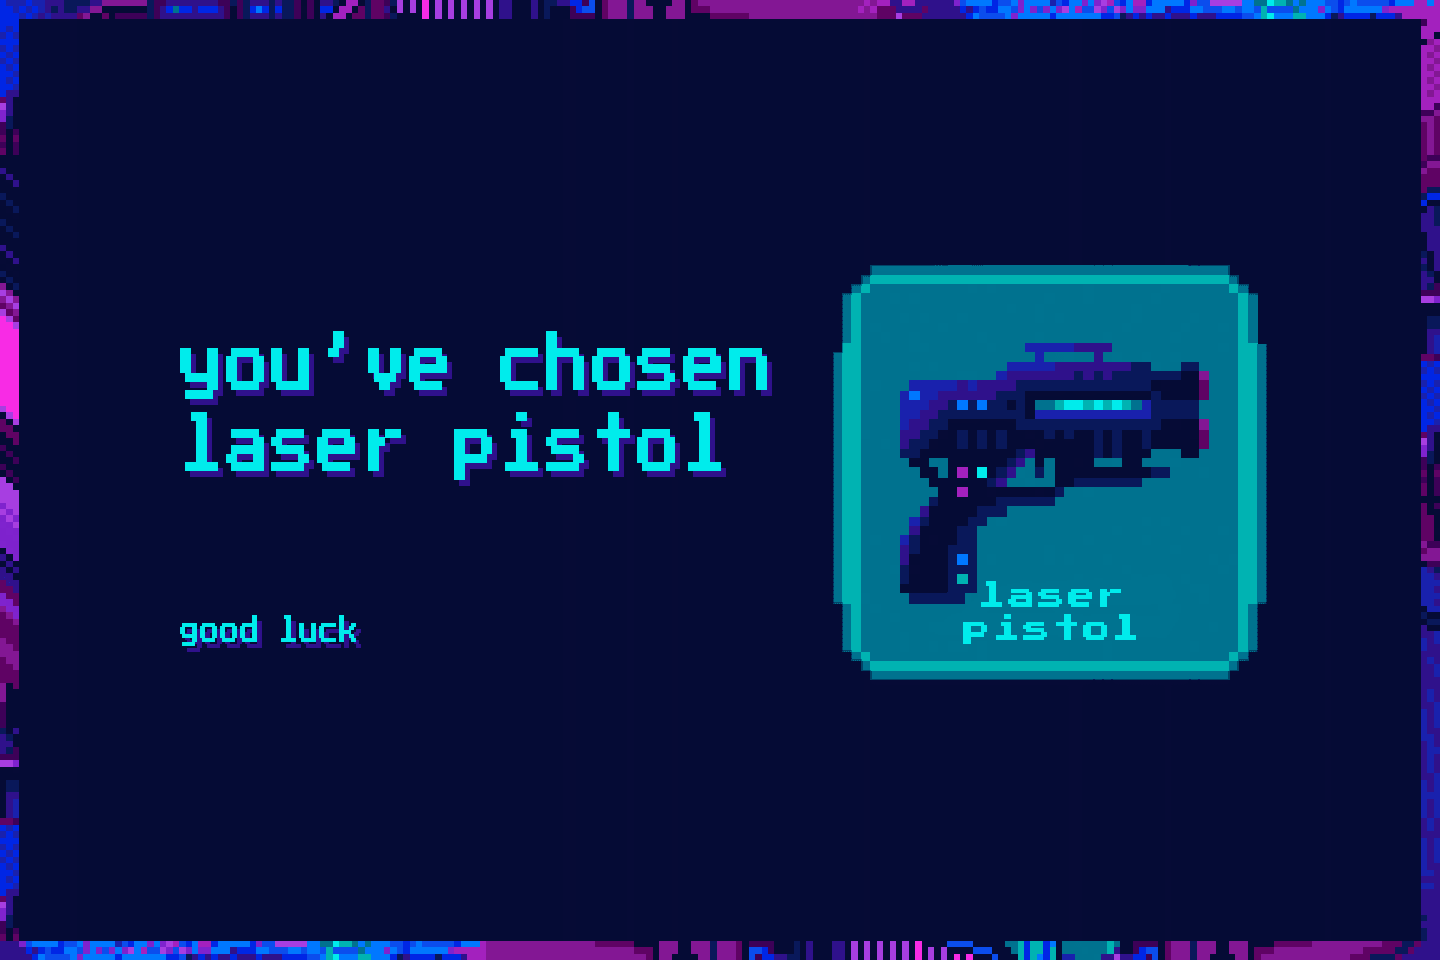 you've chosen
laser pistol
good luck
laser
pistol